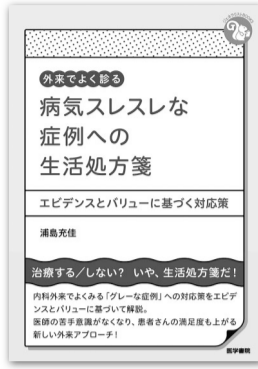 外来でよく診る
病気スレスレな
症例への
生活処方箋
エビデンスとバリューに基づく対応策
浦島充佳
治療する／しない? いや、生活処方箋だ!
内科外来でよくみる「グレーな症例」への対応策をエビデ
ンスとバリューに基づいて解説。
医師の苦手意識がなくなり、患者さんの満足度も上がる
新しい外来アプローチ!
医学書院